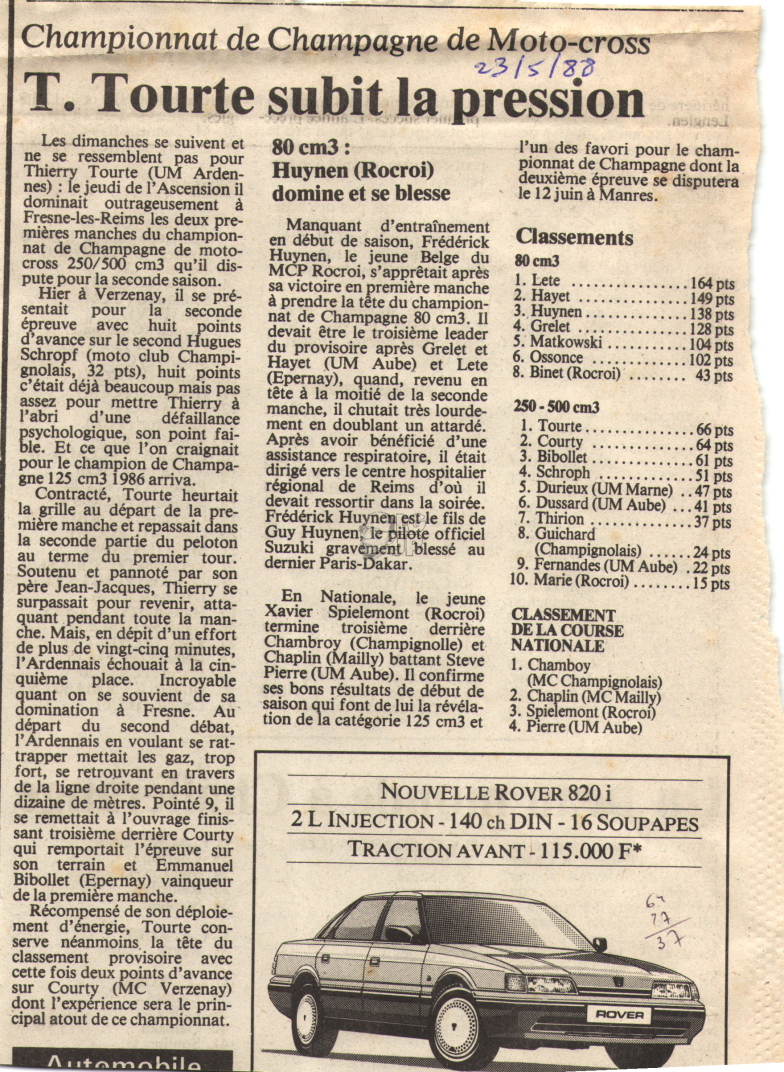 Championnat de Champagne de Moto-cross
23/5/88
T. Tourte subit la pression
Les dimanches se suivent et
ne se ressemblent pas pour
Thierry Tourte (UM Arden-
nes) : le jeudi de l'Ascension il
dominait outrageusement à
Fresne-les-Reims les deux pre-
mières manches du champion-
nat de Champagne de moto-
cross 250/500 cm3 qu'il dis-
pute pour la seconde saison.
Hier à Verzenay, il se pré-
sentait pour la seconde
épreuve avec huit points
d'avance sur le second Hugues
Schropf (moto club Champi-
gnolais, 32 pts), huit points
c'était déjà beaucoup mais pas
assez pour mettre Thierry à
l'abri d'une défaillance
psychologique, son point fai-
ble. Et ce que l'on craignait
pour le champion de Champa-
gne 125 cm3 1986 arriva.
Contracté, Tourte heurtait
la grille au départ de la pre-
mière manche et repassait dans
la seconde partie du peloton
au terme du premier tour.
Soutenu et pannoté par son
père Jean-Jacques, Thierry se
surpassait pour revenir, atta-
quant pendant toute la man-
che. Mais, en dépit d'un effort
de plus de vingt-cinq minutes,
l'Ardennais échouait à la cin-
quième place. Incroyable
quant on se souvient de sa
domination à Fresne. Au
départ du second débat,
l'Ardennais en voulant se rat-
trapper mettait les gaz, trop
fort, se retrouvant en travers
de la ligne droite pendant une
dizaine de mètres. Pointé 9, il
se remettait à l'ouvrage finis-
sant troisième derrière Courty
qui remportait l'épreuve sur
son terrain et Emmanuel
Bibollet (Epernay) vainqueur
de la première manche.
Récompensé de son déploie-
ment d'énergie, Tourte con-
serve néanmoins la tête du
classement provisoire avec
cette fois deux points d'avance
sur Courty (MC Verzenay)
dont l'expérience sera le prin-
cipal atout de ce championnat.
Automobile
80 cm3 :
Huynen (Rocroi)
domine et se blesse
Manquant d'entraînement
en début de saison, Frédérick
Huynen, le jeune Belge du
MCP Rocroi, s'apprêtait après
sa victoire en première manche
à prendre la tête du champion-
nat de Champagne 80 cm3. Il
devait être le troisième leader
du provisoire après Grelet et
Hayet (UM Aube) et Lete
(Epernay), quand, revenu en
tête à la moitié de la seconde
manche, il chutait très lourde-
ment en doublant un attardé.
Après avoir bénéficié d'une
assistance respiratoire, il était
dirigé vers le centre hospitalier
régional de Reims d'où il
devait ressortir dans la soirée.
Frédérick Huynen est le fils de
Guy Huynen, le pilote officiel
Suzuki gravement blessé au
dernier Paris-Dakar.
En Nationale, le jeune
Xavier Spielemont (Rocroi)
termine troisième derrière
Chambroy (Champignolle) et
Chaplin (Mailly) battant Steve
Pierre (UM Aube). Il confirme
ses bons résultats de début de
saison qui font de lui la révéla-
tion de la catégorie 125 cm3 et
l'un des favori pour le cham-
pionnat de Champagne dont la
deuxième épreuve se disputera
le 12 juin à Manres.
Classements
80 cm3
1. Lete ................ 164 pts
2. Hayet ............... 149 pts
3. Huynen .............. 138 pts
4. Grelet .............. 128 pts
5. Matkowski ........... 104 pts
6. Ossonce ............. 102 pts
8. Binet (Rocroi) ........ 43 pts
250 - 500 cm3
1. Tourte .............. 66 pts
2. Courty .............. 64 pts
3. Bibollet ............. 61 pts
4. Schroph ............. 51 pts
5. Durieux (UM Marne) .. 47 pts
6. Dussard (UM Aube) ... 41 pts
7. Thirion .............. 37 pts
8. Guichard
(Champignolais) ...... 24 pts
9. Fernandes (UM Aube) . 22 pts
10. Marie (Rocroi) ....... 15 pts
CLASSEMENT
DE LA COURSE
NATIONALE
1. Chamboy
(MC Champignolais)
2. Chaplin (MC Mailly)
3. Spielemont (Rocroi)
4. Pierre (UM Aube)
NOUVELLE ROVER 820 i
2 L INJECTION - 140 ch DIN - 16 SOUPAPES
TRACTION AVANT - 115.000 F*
37
ROVER